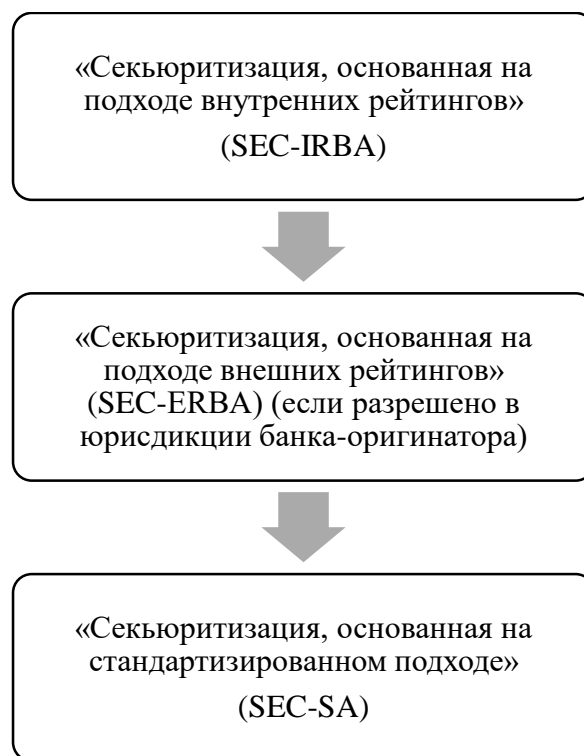 «Секьюритизация, основанная на
подходе внутренних рейтингов»
(SEC-IRBA)
«Секьюритизация, основанная на
подходе внешних рейтингов»
(SEC-ERBA) (если разрешено в
юрисдикции банка-оригинатора)
«Секьюритизация, основанная на
стандартизированном подходе»
(SEC-SA)